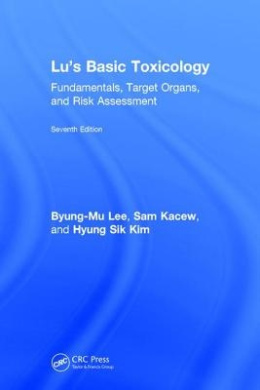 Lu's Basic Toxicology
Fundamentals, Target Organs,
and Risk Assessment
Seventh Edition
Byung-Mu Lee, Sam Kacew,
and Hyung Sik Kim
CRC Press
Taylor & Francis Group